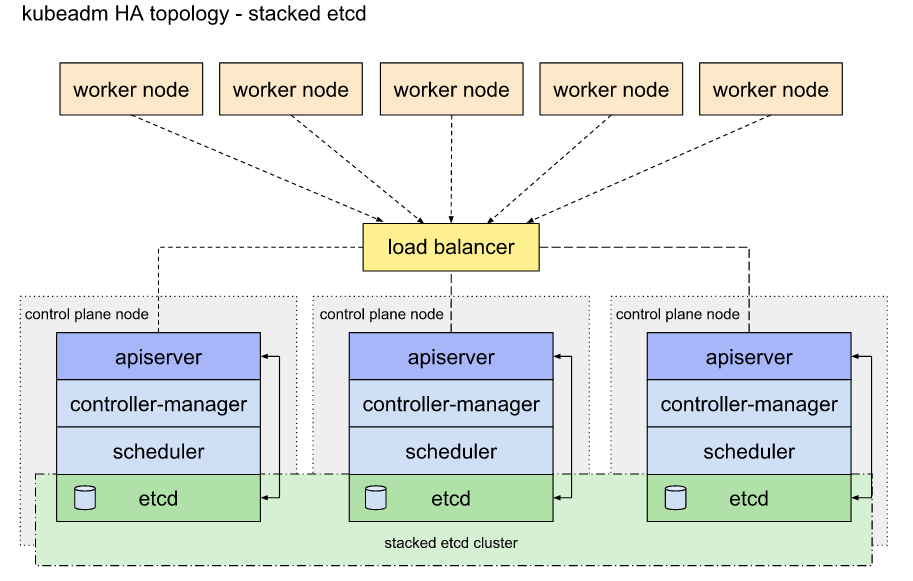 kubeadm HA topology - stacked etcd
worker node
worker node
worker node
worker node
worker node
load balancer
control plane node
control plane node
control plane node
apiserver
apiserver
apiserver
controller-manager
controller-manager
controller-manager
scheduler
scheduler
scheduler
etcd
etcd
etcd
stacked etcd cluster